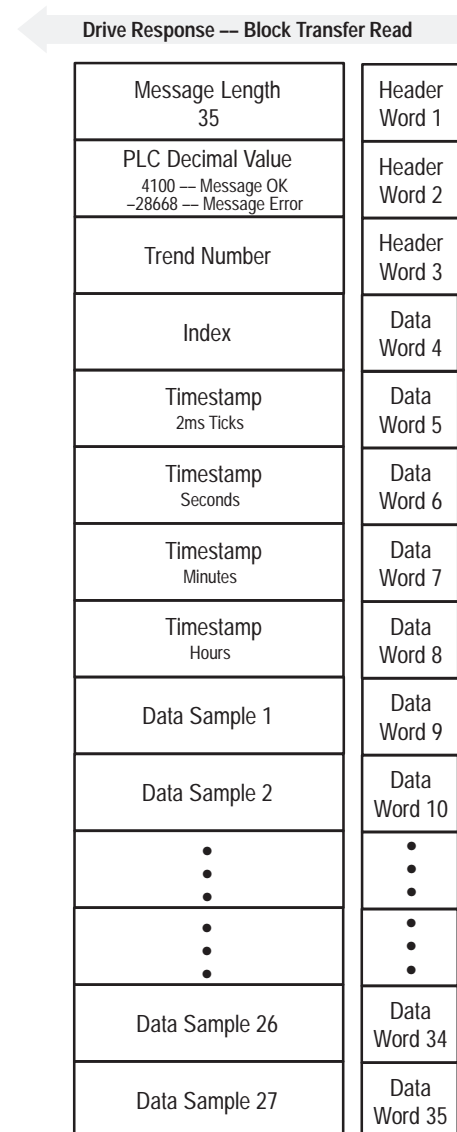 Drive Response –– Block Transfer Read
Message Length
35
Header
Word 1
PLC Decimal Value
4100 –– Message OK
–28668 –– Message Error
Header
Word 2
Trend Number
Header
Word 3
Index
Data
Word 4
Timestamp
2ms Ticks
Data
Word 5
Timestamp
Seconds
Data
Word 6
Timestamp
Minutes
Data
Word 7
Timestamp
Hours
Data
Word 8
Data Sample 1
Data
Word 9
Data Sample 2
Data
Word 10
Data Sample 26
Data
Word 34
Data Sample 27
Data
Word 35